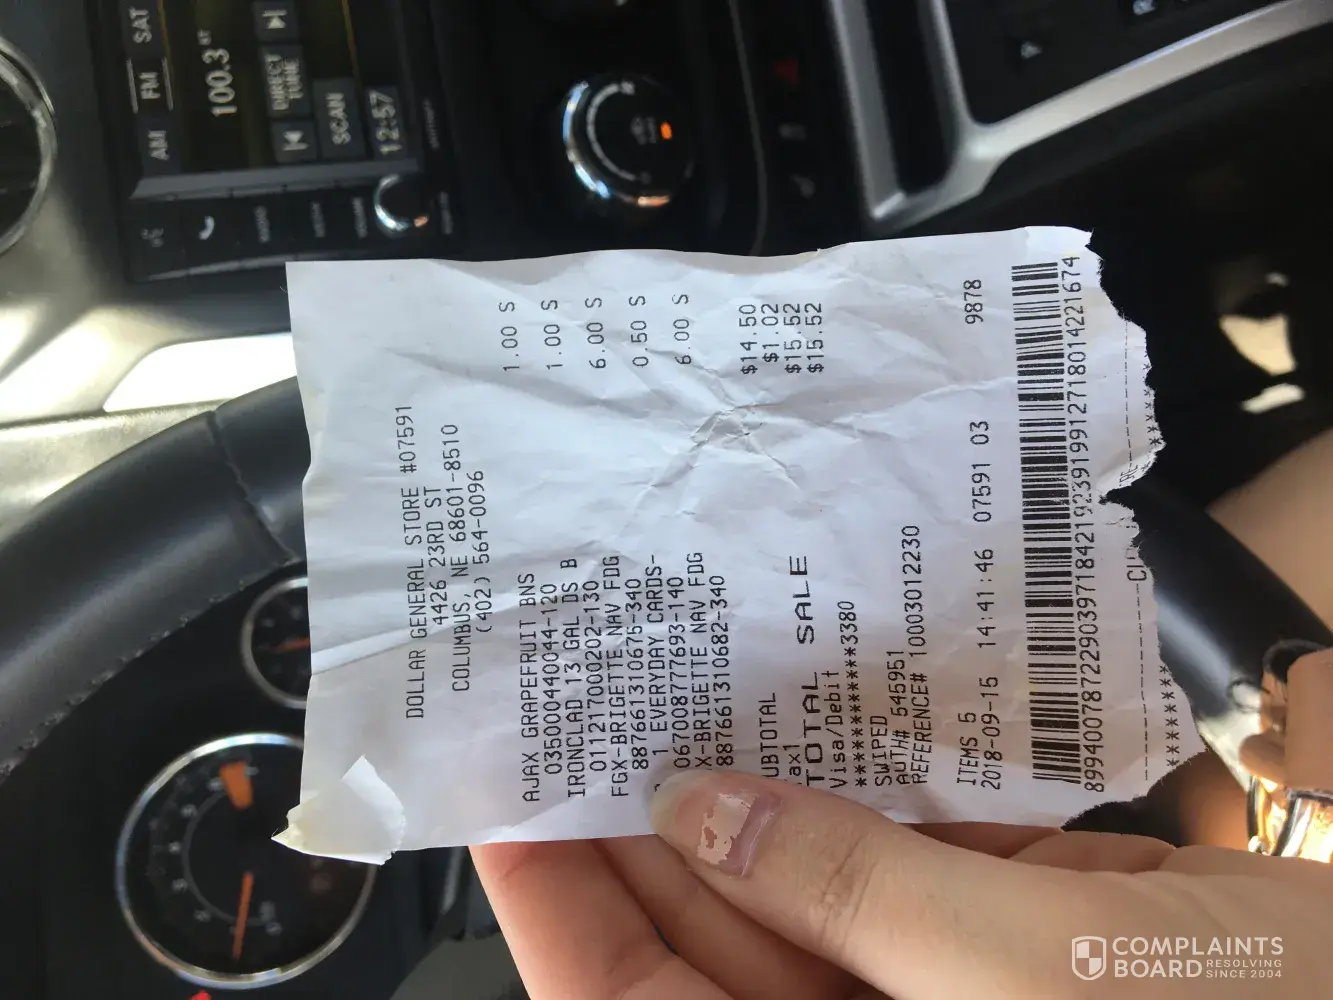 DOLLAR GENERAL STORE #07591
4426 23RD ST
COLUMBUS, NE 68601-8510
(402) 564-0096
AJAX GRAPEFRUIT BNS 1.00 S
035000440044-120
IRONCLAD 13 GAL DS B 1.00 S
011217000202-130
FGX-BRIGETTE NAV FDG 6.00 S
887661310675-340
1 EVERYDAY CARDS- 0.50 S
067008777693-140
X-BRIGETTE NAV FDG 6.00 S
887661310682-340
UBTOTAL $14.50
ax1 $1.02
TOTAL SALE $15.52
Visa/Debit $15.52
************3380
SWIPED
AUTH# 545951
REFERENCE# 10003012230
ITEMS 5
2018-09-15 14:41:46 07591 03 9878
SAT
FM
AM
100.3
DIRECT TUNE
SCAN
12:57
COMPLAINTS
BOARD RESOLVING
SINCE 2004